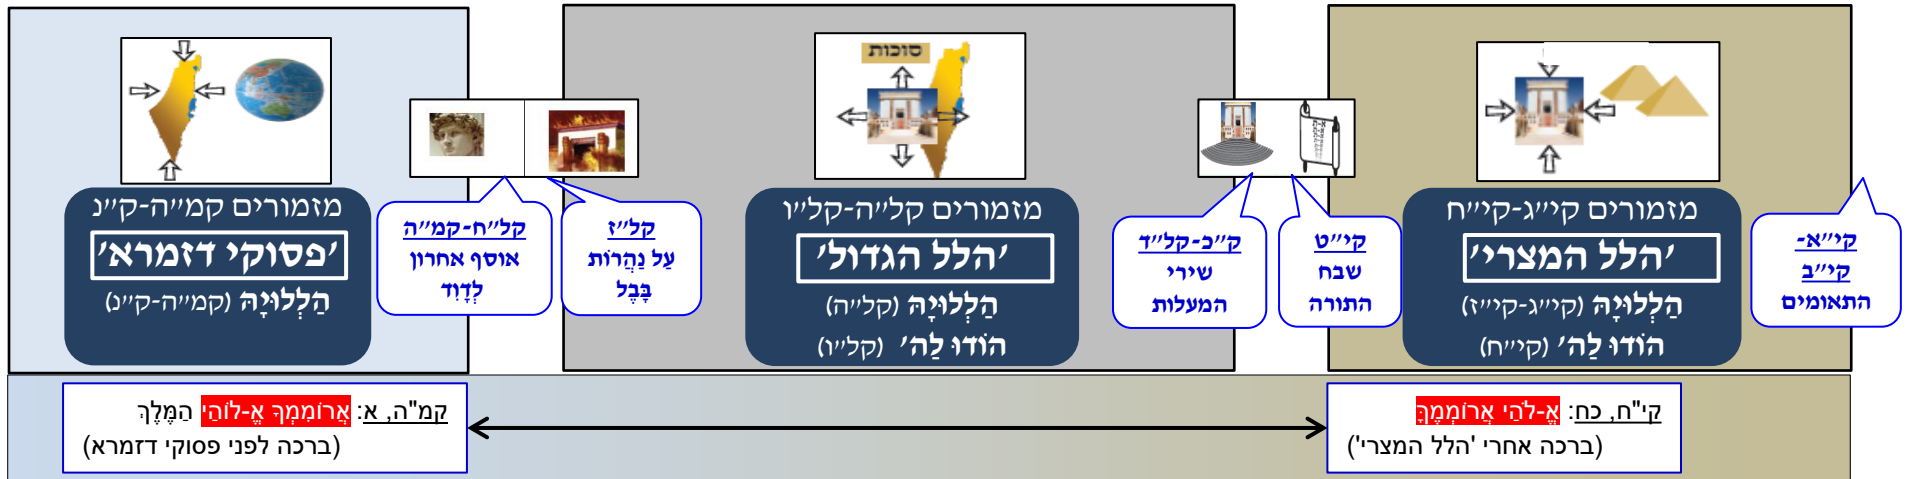 קי״א-
קי״ב
התאומים
מזמורים קי״ג-קי״ח
'הלל המצרי'
הַלְלוּיָהּ (קי״ג-קי״ז)
הוֹדוּ לַה' (קי״ח)
קי״ט
שבח
התורה
ק״כ-קל״ד
שירי
המעלות
סוכות
מזמורים קל״ה-קל״ו
'הלל הגדול'
הַלְלוּיָהּ (קל״ה)
הוֹדוּ לַה' (קל״ו)
קל״ז
עַל נַהֲרוֹת
בָּבֶל
קל״ח-קמ״ה
אוסף אחרון
לְדָוִד
מזמורים קמ״ה-ק״נ
'פסוקי דזמרא'
הַלְלוּיָהּ (קמ״ה-ק״נ)
קי"ח, כח: אֱ-לֹהַי אֲרוֹמְמֶךָּ
(ברכה אחרי 'הלל המצרי')
קמ"ה, א: אֲרוֹמִמְךָ אֱ-לוֹהַי הַמֶּלֶךְ
(ברכה לפני פסוקי דזמרא)